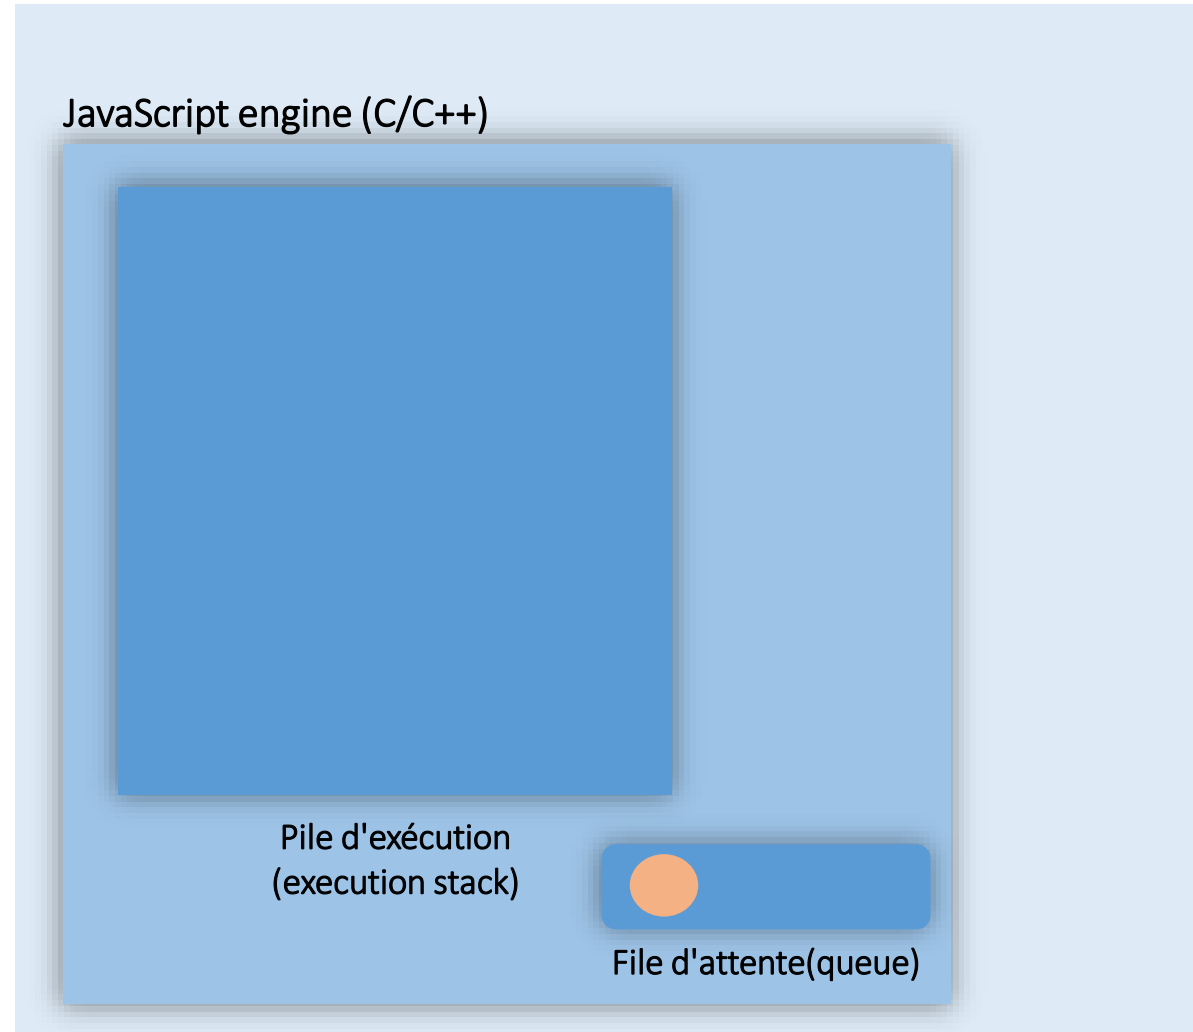 JavaScript engine (C/C++)
Pile d'exécution
(execution stack)
File d'attente(queue)